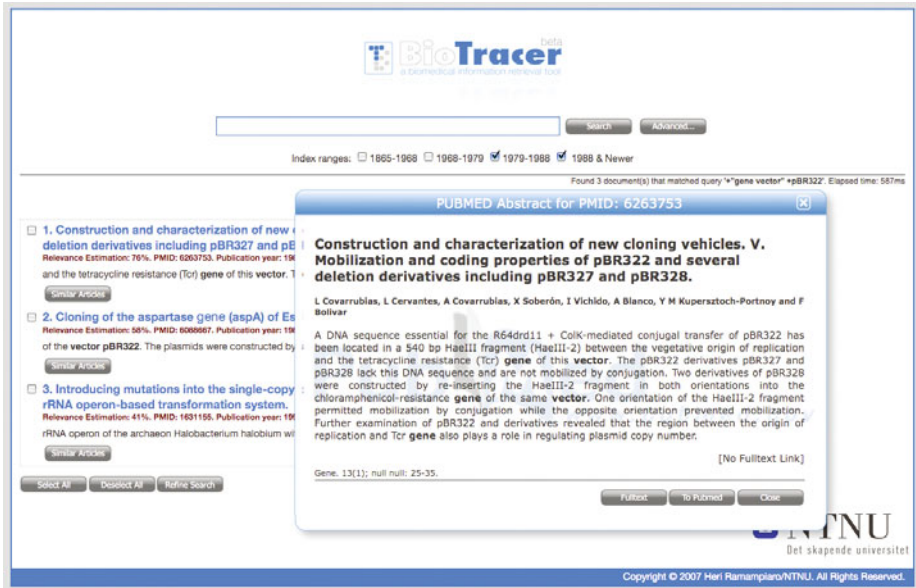 beta
BioTracer
a biomedical information retrieval tool
Search Advanced...
Index ranges: 1865-1968 1968-1979 1979-1988 1988 & Newer
Found 3 document(s) that matched query '+"gene vector" +pBR322'. Elapsed time: 587ms
1. Construction and characterization of new
deletion derivatives including pBR327 and pB
Relevance Estimation: 76%. PMID: 6263753. Publication year: 198
and the tetracycline resistance (Tcr) gene of this vector. T
Similar Articles
2. Cloning of the aspartase gene (aspA) of Es
Relevance Estimation: 58%. PMID: 6088667. Publication year: 198
of the vector pBR322. The plasmids were constructed by
Similar Articles
3. Introducing mutations into the single-copy
rRNA operon-based transformation system.
Relevance Estimation: 41%. PMID: 1631155. Publication year: 199
rRNA operon of the archaeon Halobacterium halobium wi
Similar Articles
Select All Deselect All Refine Search
PUBMED Abstract for PMID: 6263753
Construction and characterization of new cloning vehicles. V.
Mobilization and coding properties of pBR322 and several
deletion derivatives including pBR327 and pBR328.
L Covarrubias, L Cervantes, A Covarrubias, X Soberón, I Vichido, A Blanco, Y M Kupersztoch-Portnoy and F
Bolivar
A DNA sequence essential for the R64drd11 + ColK-mediated conjugal transfer of pBR322 has
been located in a 540 bp HaeIII fragment (HaeIII-2) between the vegetative origin of replication
and the tetracycline resistance (Tcr) gene of this vector. The pBR322 derivatives pBR327 and
pBR328 lack this DNA sequence and are not mobilized by conjugation. Two derivatives of pBR328
were constructed by re-inserting the HaeIII-2 fragment in both orientations into the
chloramphenicol-resistance gene of the same vector. One orientation of the HaeIII-2 fragment
permitted mobilization by conjugation while the opposite orientation prevented mobilization.
Further examination of pBR322 and derivatives revealed that the region between the origin of
replication and Tcr gene also plays a role in regulating plasmid copy number.
[No Fulltext Link]
Gene. 13(1); null null: 25-35.
Fulltext To Pubmed Close
NTNU
Det skapende universitet
Copyright © 2007 Heri Ramampiaro/NTNU. All Rights Reserved.